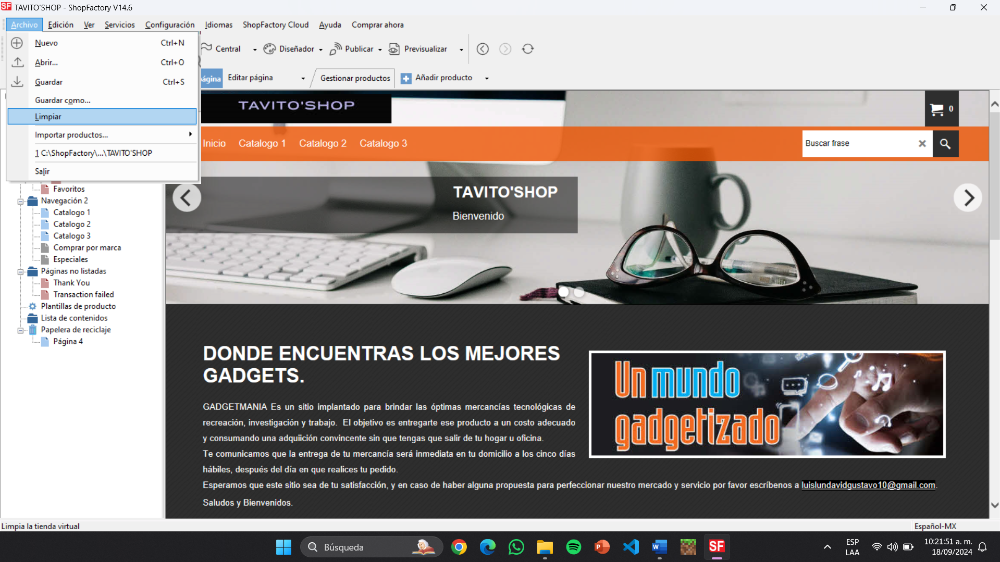 TAVITO'SHOP - ShopFactory V14.6
Archivo Edición Ver Servicios Configuración Idiomas ShopFactory Cloud Ayuda Comprar ahora
Nuevo Ctrl+N
Abrir... Ctrl+O
Guardar Ctrl+S
Guardar como...
Limpiar
Importar productos...
1 C:\ShopFactory\...\TAVITO'SHOP
Salir
Central Diseñador Publicar Previsualizar
ágina Editar página Gestionar productos Añadir producto
TAVITO'SHOP
0
Inicio Catalogo 1 Catalogo 2 Catalogo 3
Buscar frase
Favoritos
Navegación 2
Catalogo 1
Catalogo 2
Catalogo 3
Comprar por marca
Especiales
Páginas no listadas
Thank You
Transaction failed
Plantillas de producto
Lista de contenidos
Papelera de reciclaje
Página 4
TAVITO'SHOP
Bienvenido
DONDE ENCUENTRAS LOS MEJORES
GADGETS.
Un mundo
gadgetizado
GADGETMANIA Es un sitio implantado para brindar las óptimas mercancías tecnológicas de
recreación, investigación y trabajo. El objetivo es entregarte ese producto a un costo adecuado
y consumando una adquiición convincente sin que tengas que salir de tu hogar u oficina.
Te comunicamos que la entrega de tu mercancía será inmediata en tu domicilio a los cinco días
hábiles, después del día en que realices tu pedido.
Esperamos que este sitio sea de tu satisfacción, y en caso de haber alguna propuesta para perfeccionar nuestro mercado y servicio por favor escríbenos a luislundavidgustavo10@gmail.com.
Saludos y Bienvenidos.
Limpia la tienda virtual
Español-MX
Búsqueda
P
W
SF
ESP
LAA
10:21:51 a. m.
18/09/2024